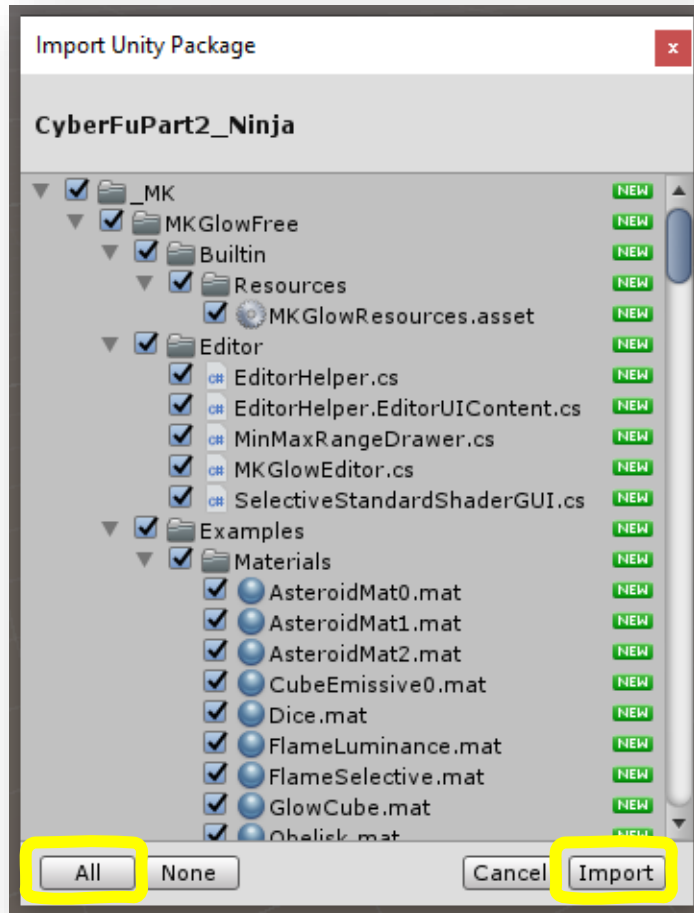 Import Unity Package
x
CyberFuPart2_Ninja
_MK NEW
MKGlowFree NEW
Builtin NEW
Resources NEW
MKGlowResources.asset NEW
Editor NEW
c# EditorHelper.cs NEW
c# EditorHelper.EditorUIContent.cs NEW
c# MinMaxRangeDrawer.cs NEW
c# MKGlowEditor.cs NEW
c# SelectiveStandardShaderGUI.cs NEW
Examples NEW
Materials NEW
AsteroidMat0.mat NEW
AsteroidMat1.mat NEW
AsteroidMat2.mat NEW
CubeEmissive0.mat NEW
Dice.mat NEW
FlameLuminance.mat NEW
FlameSelective.mat NEW
GlowCube.mat NEW
Obelisk.mat NEW
All None Cancel Import